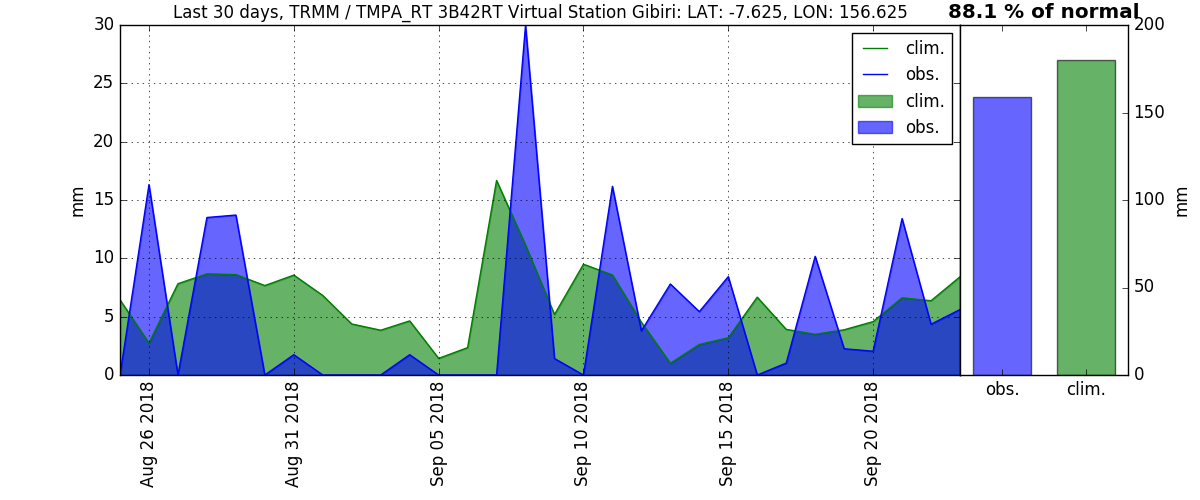 Last 30 days, TRMM / TMPA_RT 3B42RT Virtual Station Gibiri: LAT: -7.625, LON: 156.625
88.1 % of normal
30
25
20
15
10
5
0
mm
clim.
obs.
clim.
obs.
200
150
100
50
0
mm
obs.
clim.
Aug 26 2018
Aug 31 2018
Sep 05 2018
Sep 10 2018
Sep 15 2018
Sep 20 2018